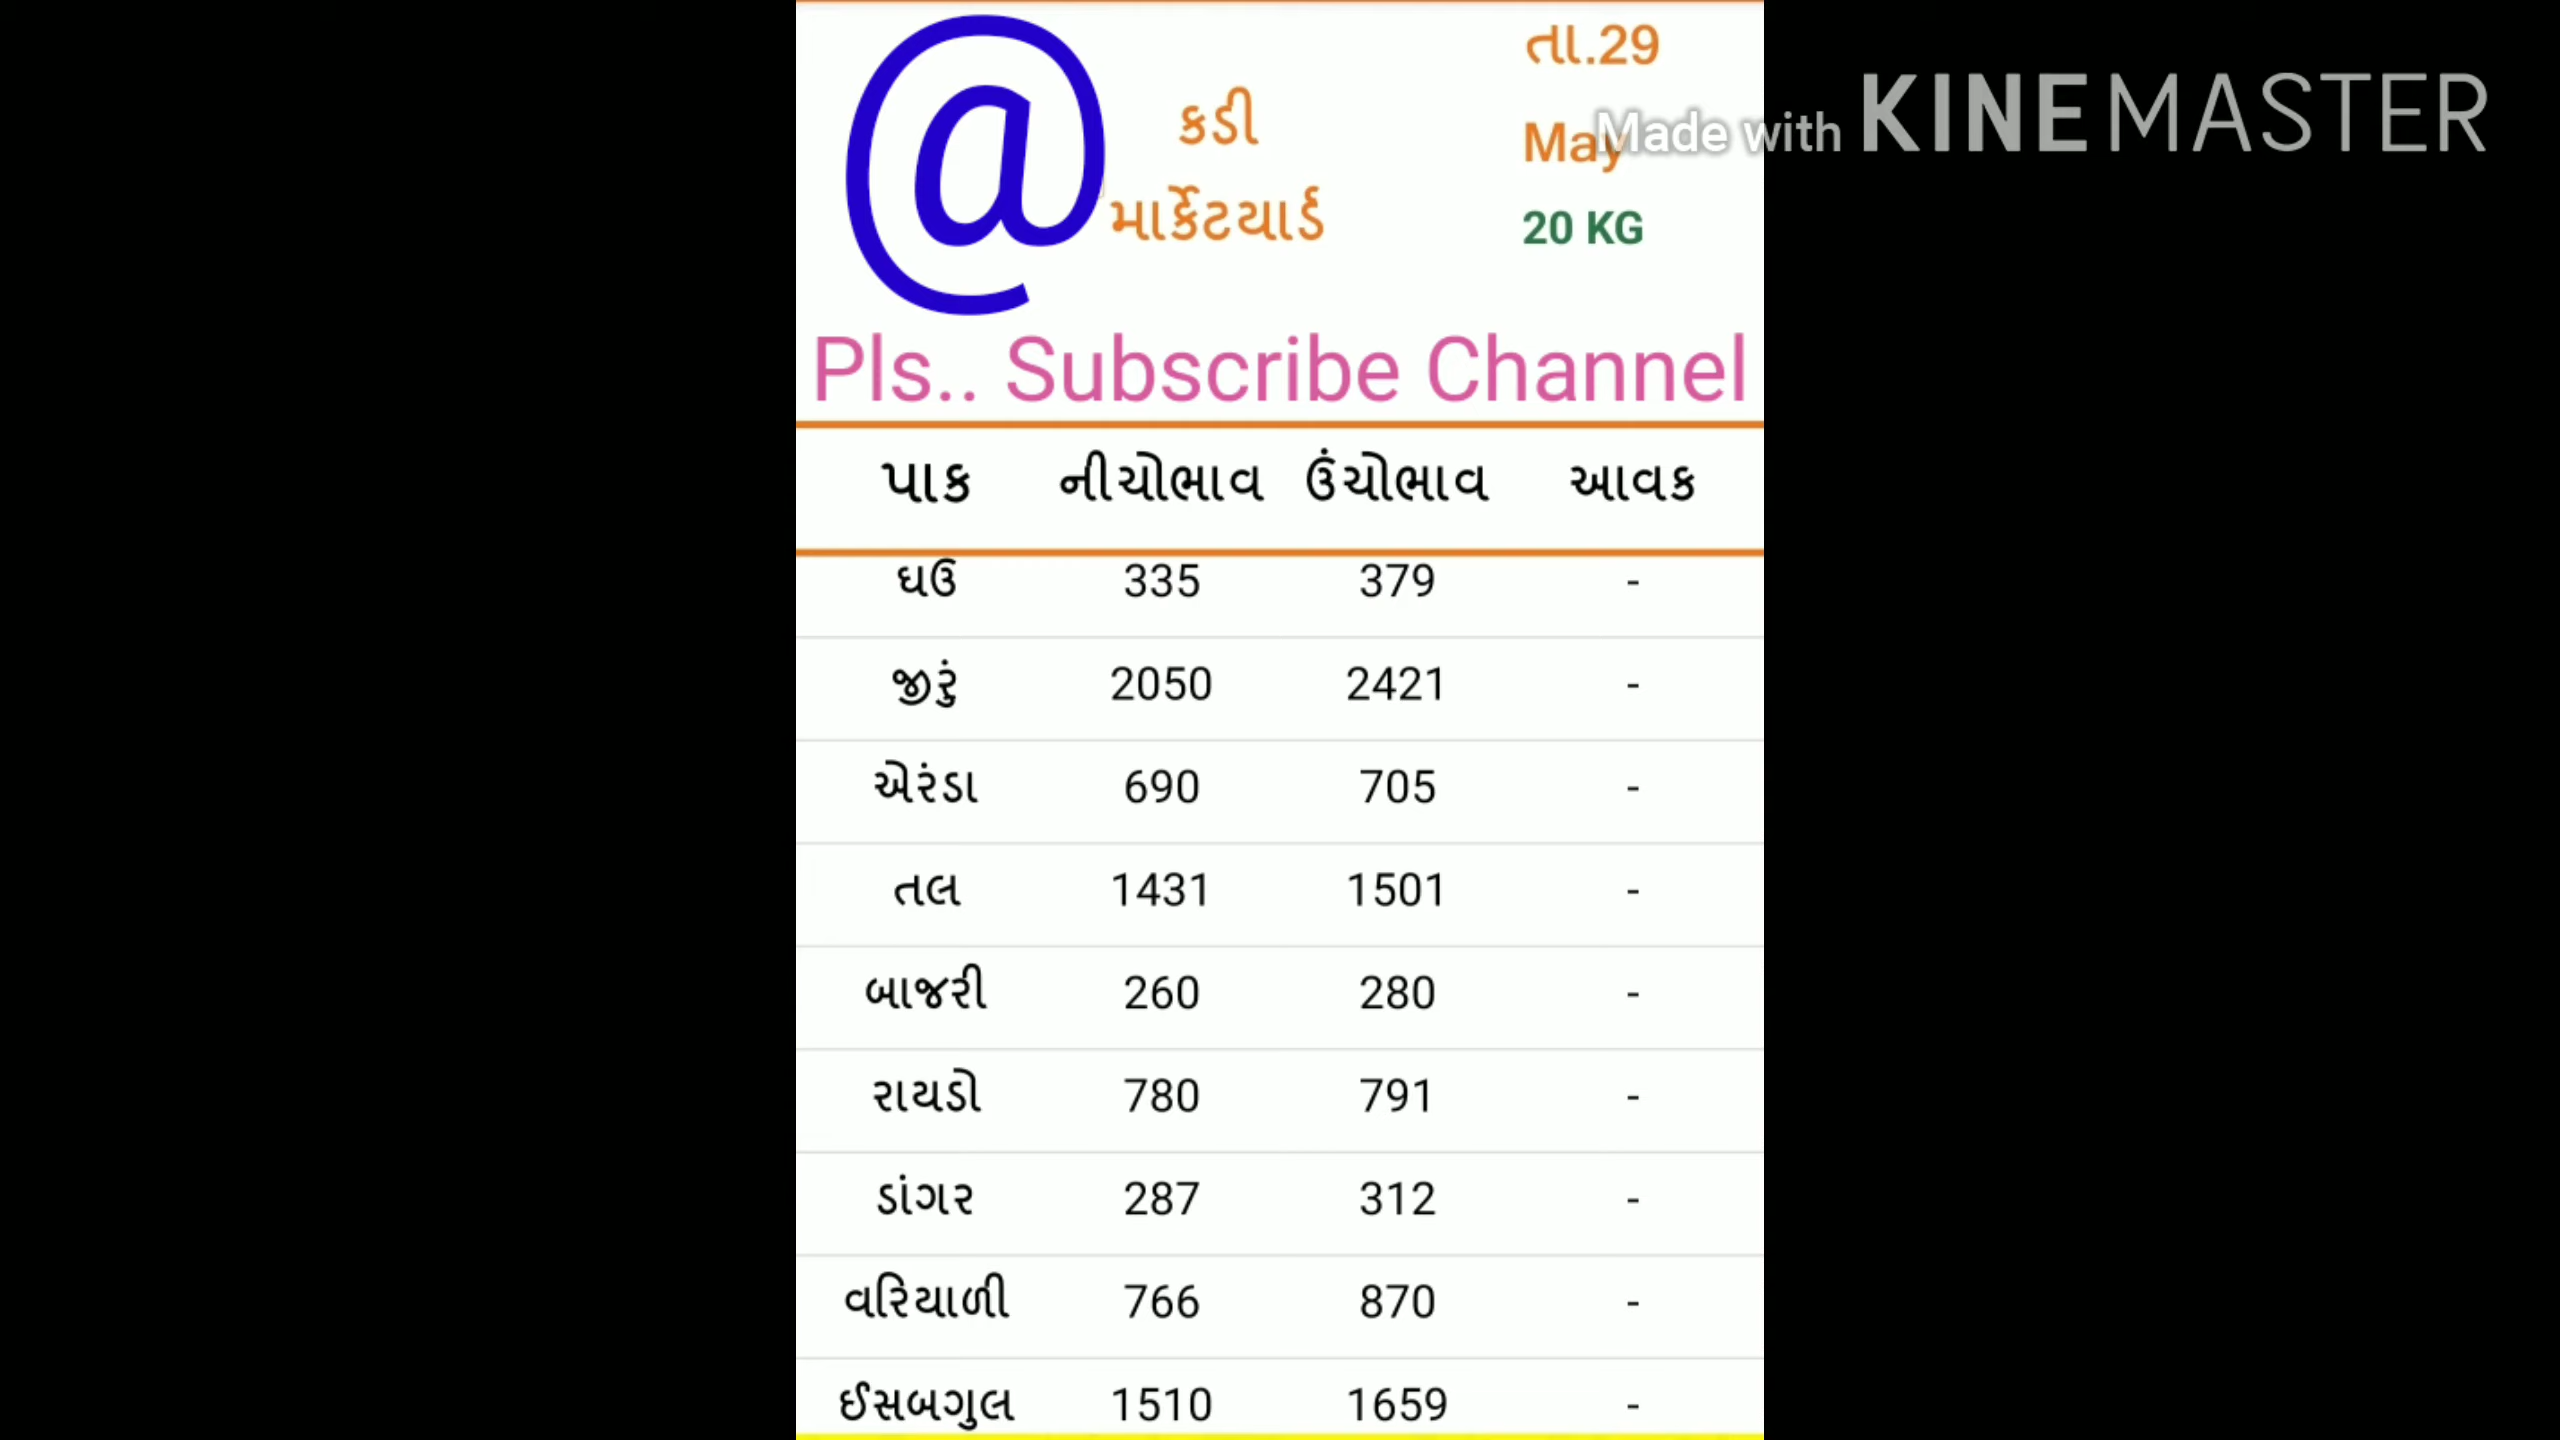 @ કડી
માર્કેટયાર્ડ
તા.29
May
20 KG
Made with KINEMASTER
Pls.. Subscribe Channel
પાક નીચોભાવ ઉંચોભાવ આવક
ઘઉં 335 379 -
જીરું 2050 2421 -
એરંડા 690 705 -
તલ 1431 1501 -
બાજરી 260 280 -
રાયડો 780 791 -
ડાંગર 287 312 -
વરિયાળી 766 870 -
ઈસબગુલ 1510 1659 -